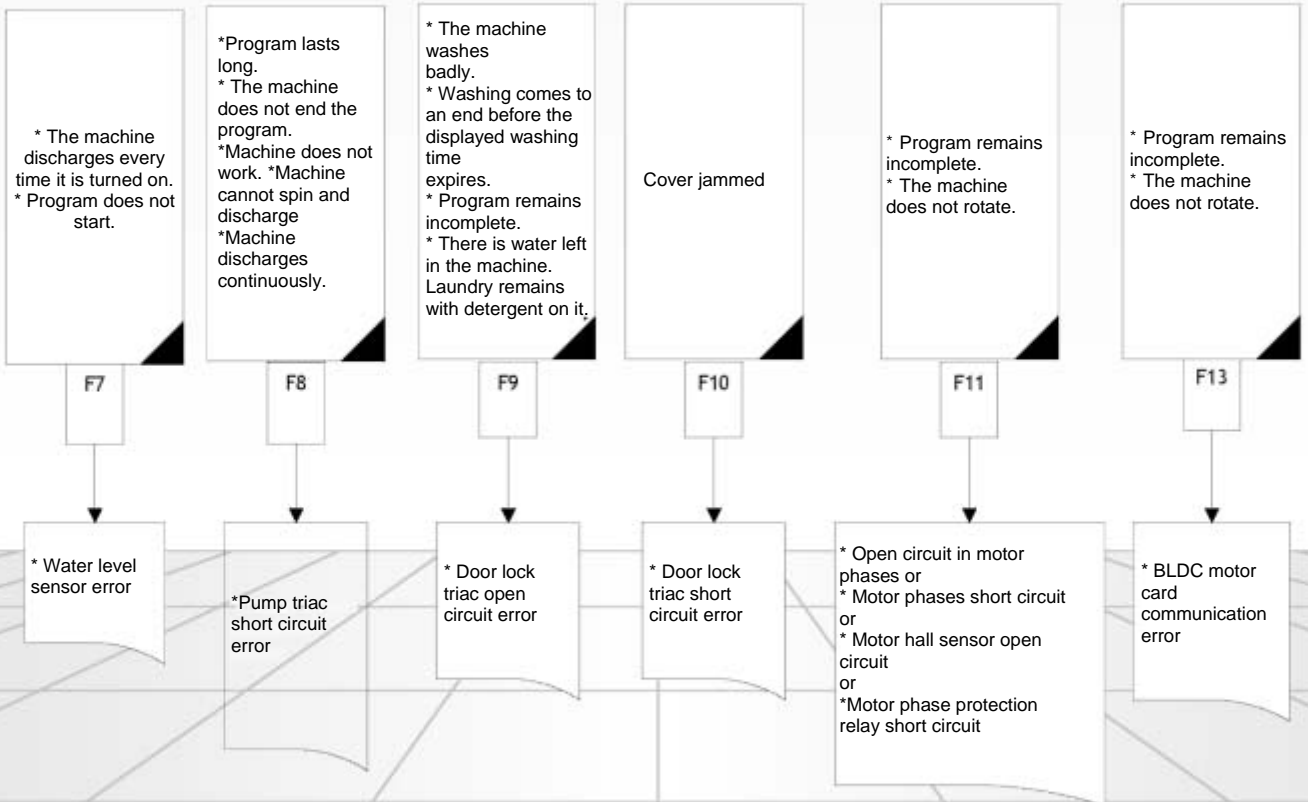 * The machine
discharges every
time it is turned on.
* Program does not
start.
*Program lasts
long.
* The machine
does not end the
program.
*Machine does not
work. *Machine
cannot spin and
discharge
*Machine
discharges
continuously.
* The machine
washes
badly.
* Washing comes to
an end before the
displayed washing
time
expires.
* Program remains
incomplete.
* There is water left
in the machine.
Laundry remains
with detergent on it.
Cover jammed
* Program remains
incomplete.
* The machine
does not rotate.
* Program remains
incomplete.
* The machine
does not rotate.
F7
F8
F9
F10
F11
F13
* Water level
sensor error
*Pump triac
short circuit
error
* Door lock
triac open
circuit error
* Door lock
triac short
circuit error
* Open circuit in motor
phases or
* Motor phases short circuit
or
* Motor hall sensor open
circuit
or
*Motor phase protection
relay short circuit
* BLDC motor
card
communication
error